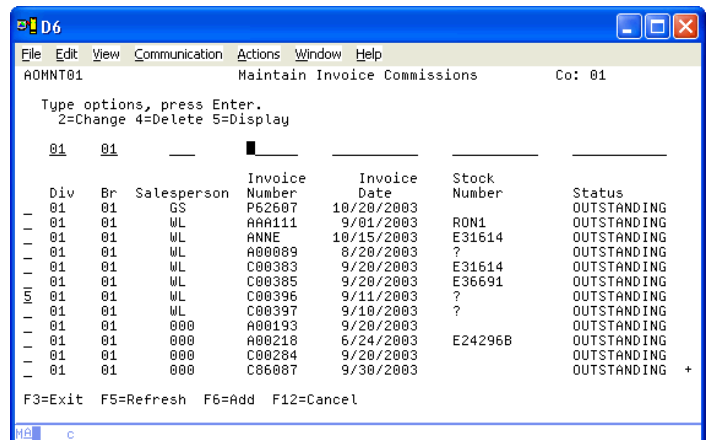 D6
File Edit View Communication Actions Window Help
AOMNT01 Maintain Invoice Commissions Co: 01
Type options, press Enter.
2=Change 4=Delete 5=Display
01 01
Invoice Invoice Stock
Div Br Salesperson Number Date Number Status
01 01 GS P62607 10/20/2003 OUTSTANDING
01 01 WL AAA111 9/01/2003 RON1 OUTSTANDING
01 01 WL ANNE 10/15/2003 E31614 OUTSTANDING
01 01 WL A00089 8/20/2003 ? OUTSTANDING
01 01 WL C00383 9/20/2003 E31614 OUTSTANDING
01 01 WL C00385 9/20/2003 E36691 OUTSTANDING
5 01 01 WL C00396 9/11/2003 ? OUTSTANDING
01 01 WL C00397 9/10/2003 ? OUTSTANDING
01 01 000 A00193 9/20/2003 OUTSTANDING
01 01 000 A00218 6/24/2003 E24296B OUTSTANDING
01 01 000 C00284 9/20/2003 OUTSTANDING
01 01 000 C86087 9/30/2003 OUTSTANDING +
F3=Exit F5=Refresh F6=Add F12=Cancel
MA c